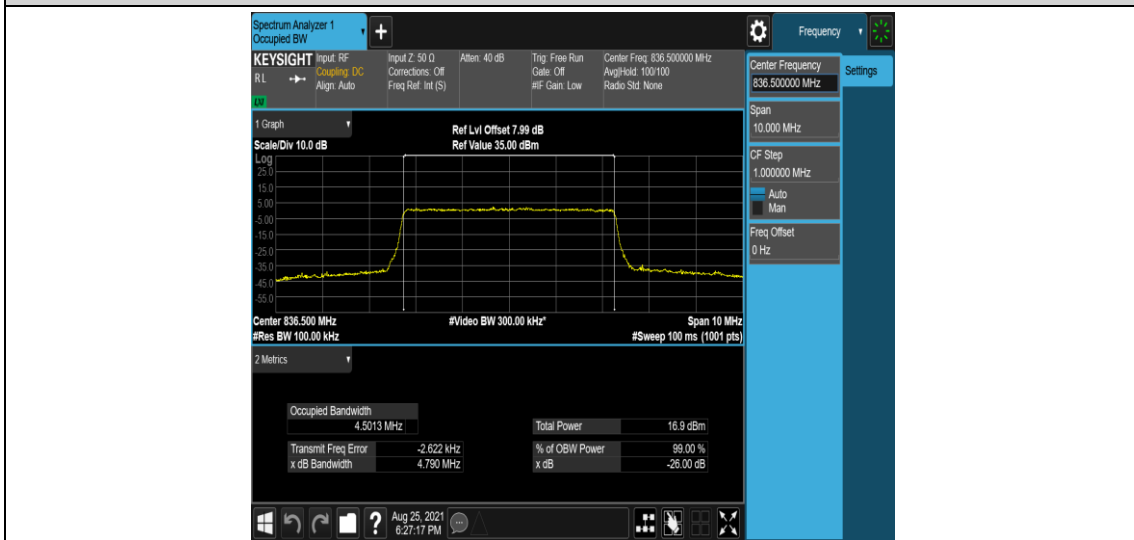 Spectrum Analyzer 1
Occupied BW
+
Frequency
KEYSIGHT
RL
LXI
Input: RF
Coupling: DC
Align: Auto
Input Z: 50 Ω
Corrections: Off
Freq Ref: Int (S)
Atten: 40 dB
Trig: Free Run
Gate: Off
#IF Gain: Low
Center Freq: 836.500000 MHz
Avg|Hold: 100/100
Radio Std: None
Center Frequency
836.500000 MHz
Settings
Span
10.000 MHz
CF Step
1.000000 MHz
Auto
Man
Freq Offset
0 Hz
1 Graph
Ref Lvl Offset 7.99 dB
Scale/Div 10.0 dB
Ref Value 35.00 dBm
Log
25.0
15.0
5.00
-5.00
-15.0
-25.0
-35.0
-45.0
-55.0
Center 836.500 MHz
#Video BW 300.00 kHz*
Span 10 MHz
#Res BW 100.00 kHz
#Sweep 100 ms (1001 pts)
2 Metrics
Occupied Bandwidth
4.5013 MHz
Total Power 16.9 dBm
Transmit Freq Error -2.622 kHz
% of OBW Power 99.00 %
x dB Bandwidth 4.790 MHz
x dB -26.00 dB
?
Aug 25, 2021
6:27:17 PM